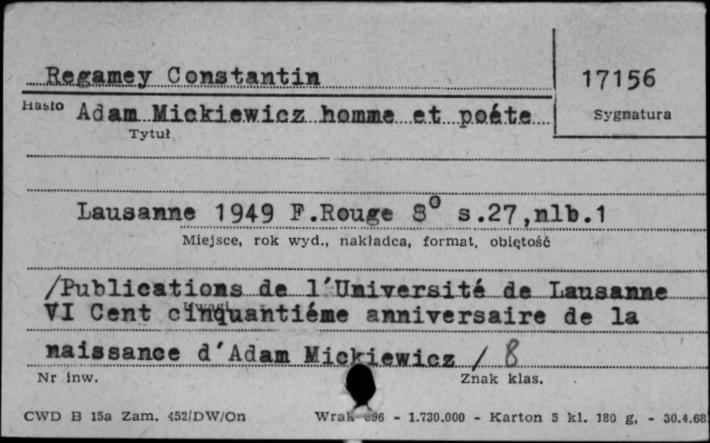 Regamey Constantin
17156
Hasło Adam Mickiewicz homme et poéte
Sygnatura
Tytuł
Lausanne 1949 F.Rouge 8° s.27,nlb.1
Miejsce, rok wyd., nakładca, format, obiętość
/Publications de l'Université de Lausanne
Uwagi
VI Cent cinquantiéme anniversaire de la
naissance d'Adam Mickiewicz / 8
Nr inw.
Znak klas.
CWD B 15a Zam. 452/DW/On
Wrak 696 - 1.730.000 - Karton 5 kl. 180 g. - 30.4.68